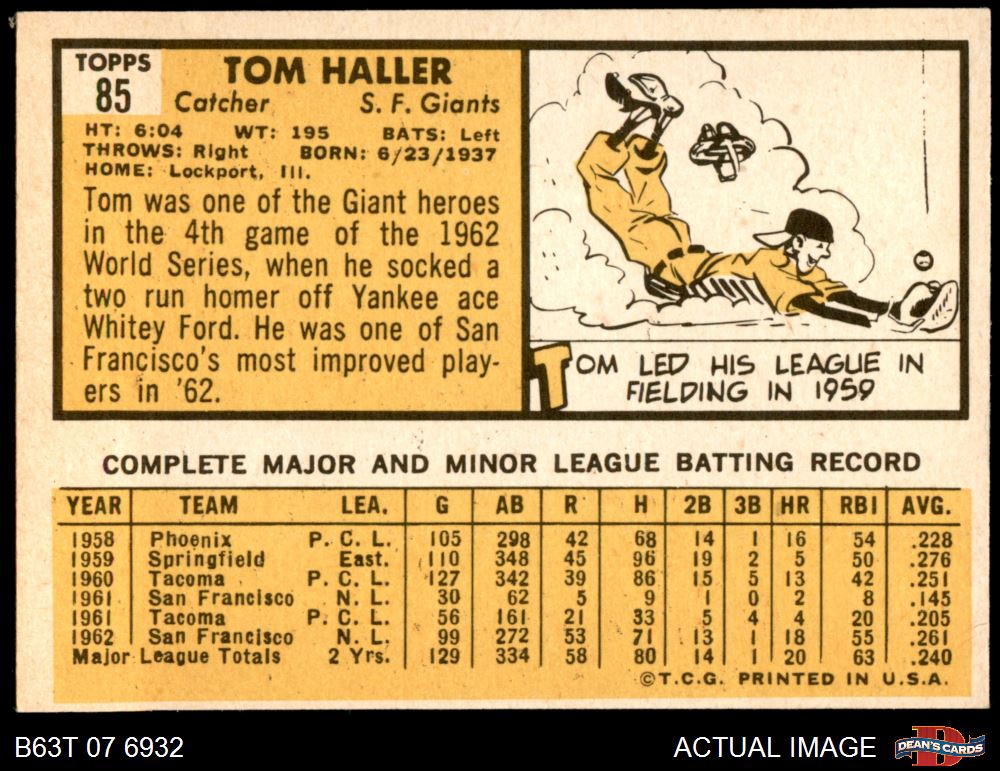 TOPPS
85
TOM HALLER
Catcher S. F. Giants
HT: 6:04 WT: 195 BATS: Left
THROWS: Right BORN: 6/23/1937
HOME: Lockport, Ill.
Tom was one of the Giant heroes
in the 4th game of the 1962
World Series, when he socked a
two run homer off Yankee ace
Whitey Ford. He was one of San
Francisco's most improved play-
ers in '62.
TOM LED HIS LEAGUE IN
FIELDING IN 1959
COMPLETE MAJOR AND MINOR LEAGUE BATTING RECORD
YEAR TEAM LEA. G AB R H 2B 3B HR RBI AVG.
1958 Phoenix P. C. L. 105 298 42 68 14 1 16 54 .228
1959 Springfield East. 110 348 45 96 19 2 5 50 .276
1960 Tacoma P. C. L. 127 342 39 86 15 5 13 42 .251
1961 San Francisco N. L. 30 62 5 9 1 0 2 8 .145
1961 Tacoma P. C. L. 56 161 21 33 5 4 4 20 .205
1962 San Francisco N. L. 99 272 53 71 13 1 18 55 .261
Major League Totals 2 Yrs. 129 334 58 80 14 1 20 63 .240
©T.C.G. PRINTED IN U.S.A.
B63T 07 6932 ACTUAL IMAGE DEAN'S CARDS